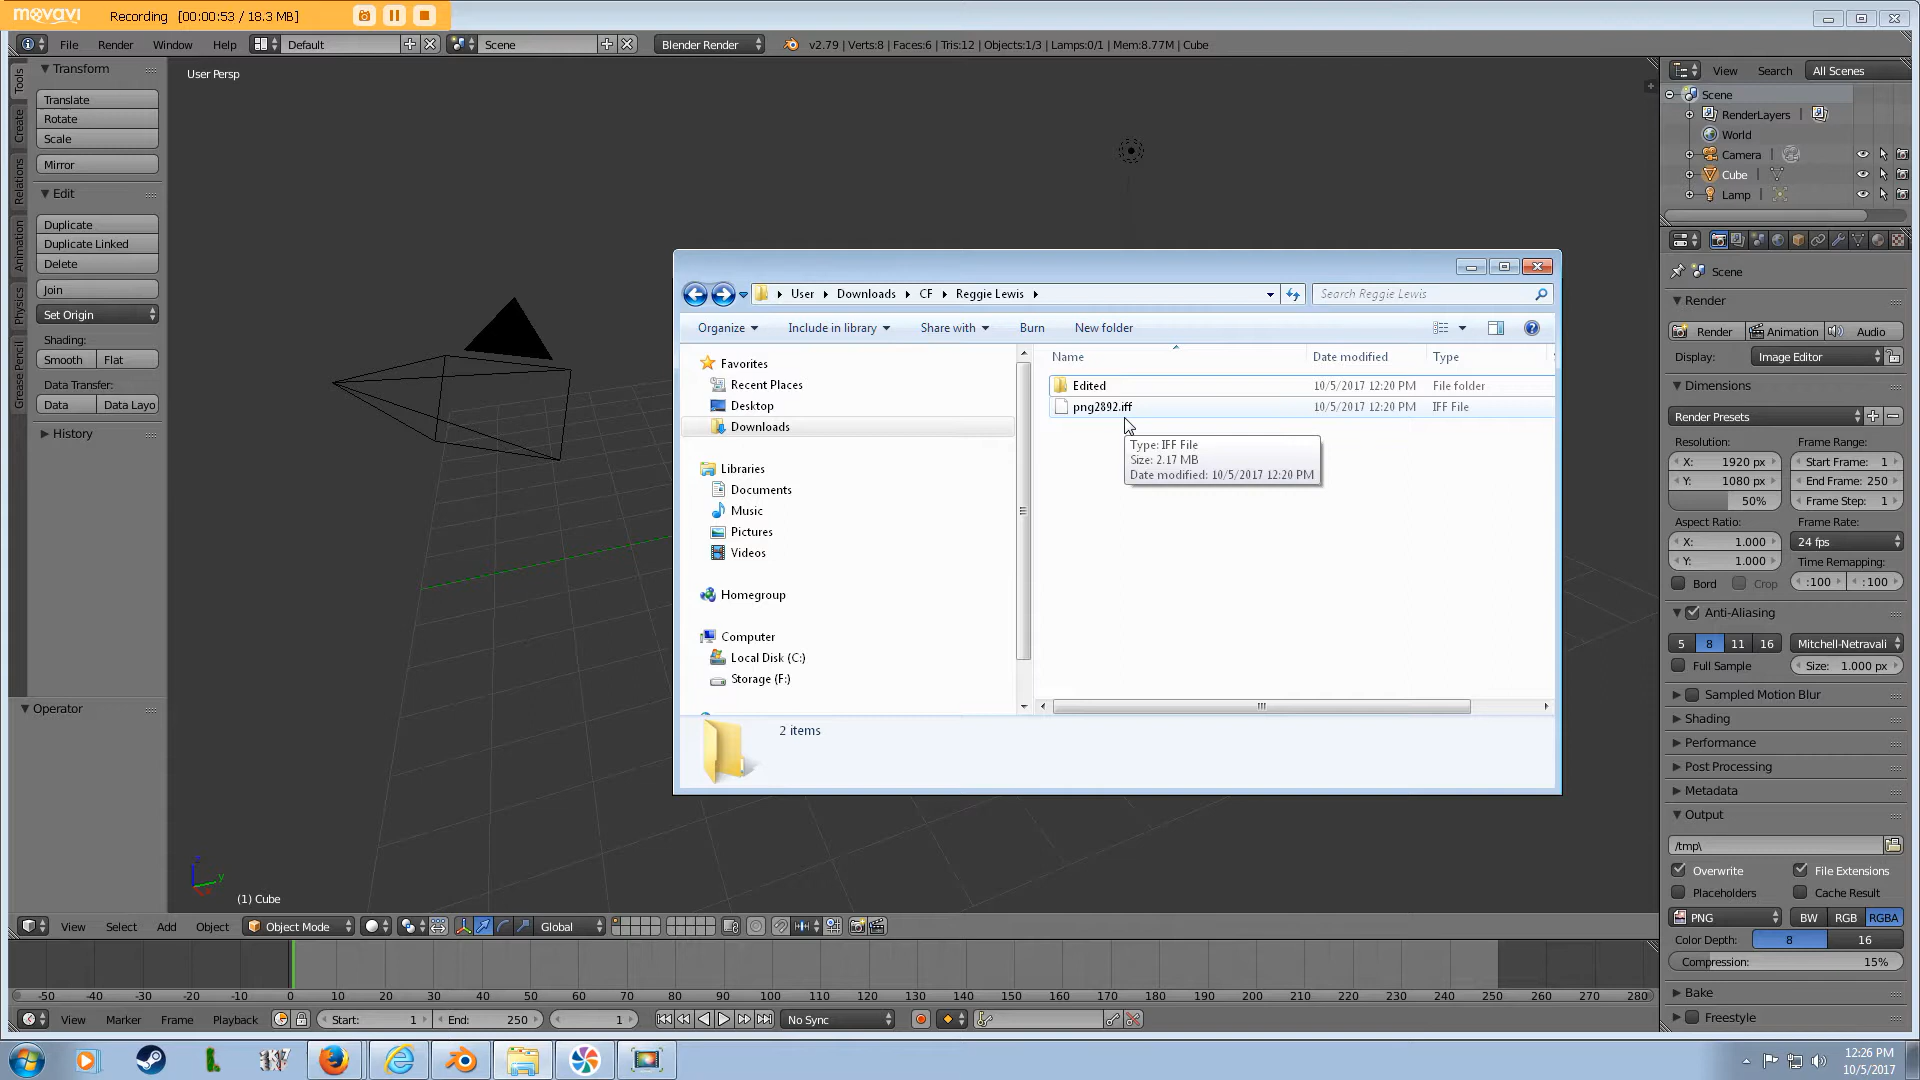 movavi Recording [00:00:53 / 18.3 MB]
File Render Window Help Default Scene Blender Render v2.79 | Verts:8 | Faces:6 | Tris:12 | Objects:1/3 | Lamps:0/1 | Mem:8.77M | Cube
Tools
Create
Relations
Animation
Physics
Grease Pencil
Transform
Translate
Rotate
Scale
Mirror
Edit
Duplicate
Duplicate Linked
Delete
Join
Set Origin
Shading:
Smooth Flat
Data Transfer:
Data Data Layo
History
Operator
User Persp
(1) Cube
User Downloads CF Reggie Lewis Search Reggie Lewis
Organize Include in library Share with Burn New folder
Favorites
Recent Places
Desktop
Downloads
Libraries
Documents
Music
Pictures
Videos
Homegroup
Computer
Local Disk (C:)
Storage (F:)
Name Date modified Type
Edited 10/5/2017 12:20 PM File folder
png2892.iff 10/5/2017 12:20 PM IFF File
Type: IFF File
Size: 2.17 MB
Date modified: 10/5/2017 12:20 PM
2 items
View Search All Scenes
Scene
RenderLayers
World
Camera
Cube
Lamp
Scene
Render
Render Animation Audio
Display: Image Editor
Dimensions
Render Presets
Resolution: Frame Range:
X: 1920 px Start Frame: 1
Y: 1080 px End Frame: 250
50% Frame Step: 1
Aspect Ratio: Frame Rate:
X: 1.000 24 fps
Y: 1.000 Time Remapping:
Bord Crop :100 :100
Anti-Aliasing
5 8 11 16 Mitchell-Netravali
Full Sample Size: 1.000 px
Sampled Motion Blur
Shading
Performance
Post Processing
Metadata
Output
/tmp\
Overwrite File Extensions
Placeholders Cache Result
PNG BW RGB RGBA
Color Depth: 8 16
Compression: 15%
Bake
Freestyle
z
y
View Select Add Object Object Mode Global
-50 -40 -30 -20 -10 0 10 20 30 40 50 60 70 80 90 100 110 120 130 140 150 160 170 180 190 200 210 220 230 240 250 260 270 280
View Marker Frame Playback Start: 1 End: 250 1 No Sync
12:26 PM
10/5/2017